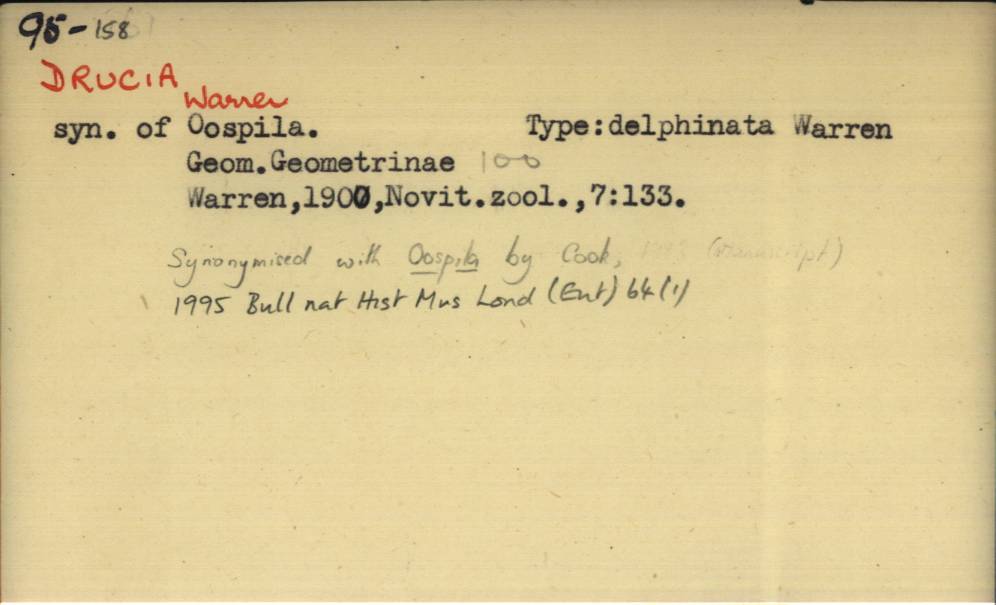 95-158
DRUCIA
Warren
syn. of Oospila. Type:delphinata Warren
Geom.Geometrinae 100
Warren,1900,Novit.zool.,7:133.
Synonymised with Oospila by Cook, (Manuscript)
1995 Bull nat Hist Mus Lond (Ent) 64(1)